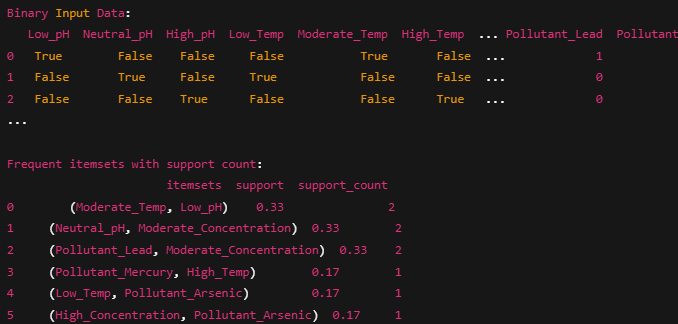 Binary Input Data:
Low_pH Neutral_pH High_pH Low_Temp Moderate_Temp High_Temp ... Pollutant_Lead Pollutant
0 True False False False True False ... 1
1 False True False True False False ... 0
2 False False True False False True ... 0
...
Frequent itemsets with support count:
itemsets support support_count
0 (Moderate_Temp, Low_pH) 0.33 2
1 (Neutral_pH, Moderate_Concentration) 0.33 2
2 (Pollutant_Lead, Moderate_Concentration) 0.33 2
3 (Pollutant_Mercury, High_Temp) 0.17 1
4 (Low_Temp, Pollutant_Arsenic) 0.17 1
5 (High_Concentration, Pollutant_Arsenic) 0.17 1